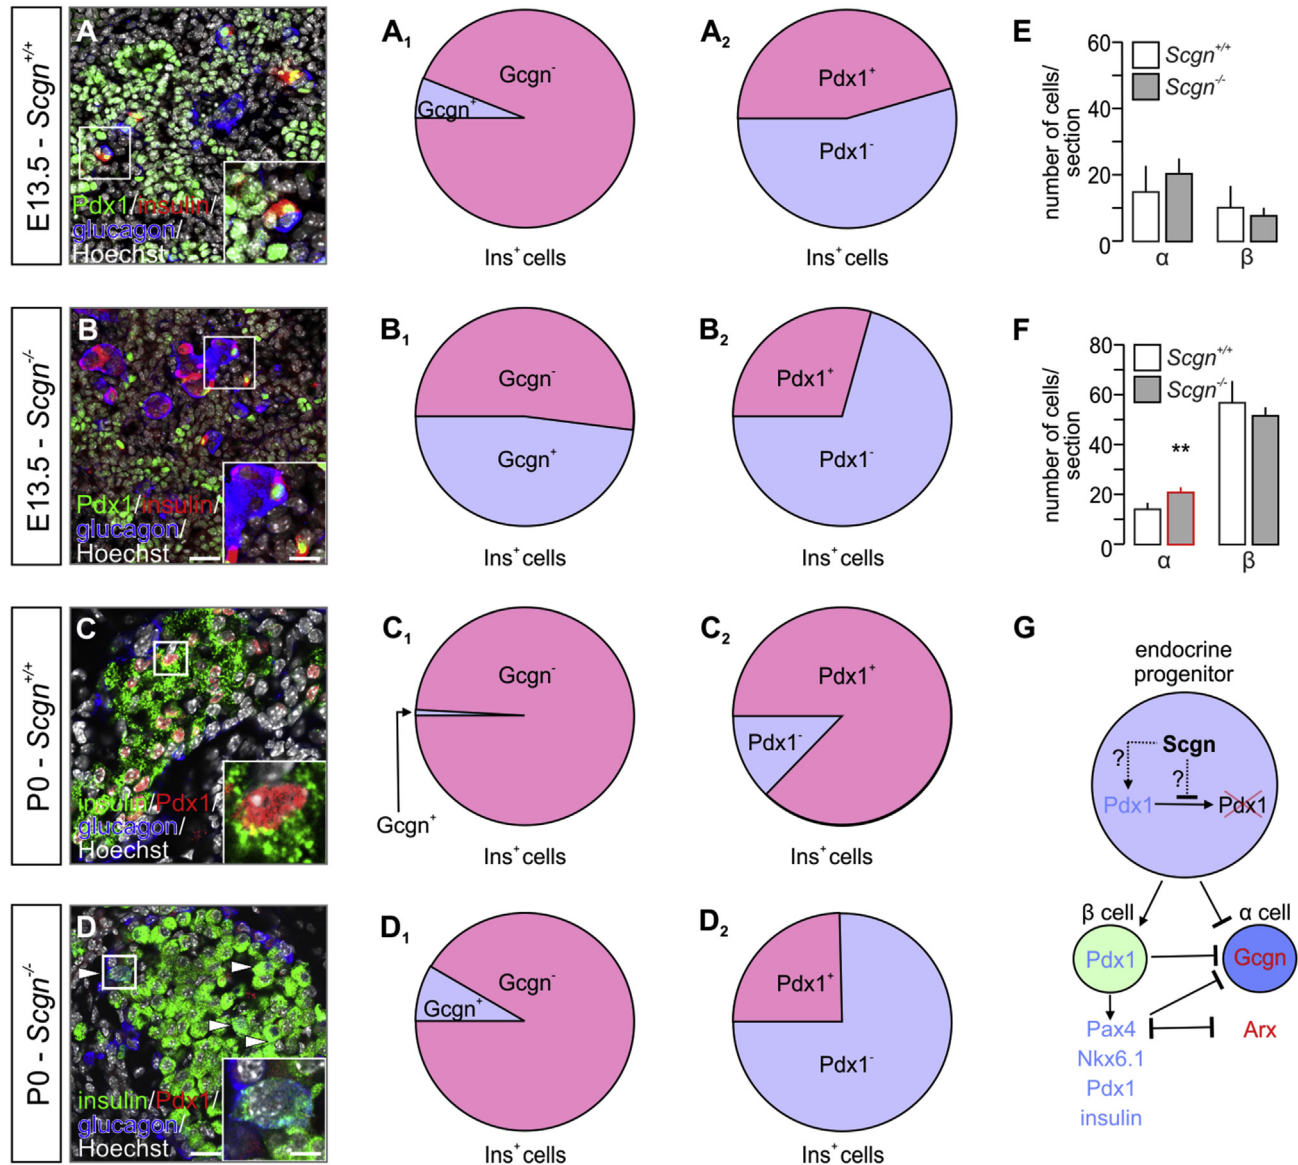 E13.5 - Scgn+/+
A
Pdx1/insulin/
glucagon/
Hoechst
A1
Gcgn-
Gcgn+
Ins+ cells
A2
Pdx1+
Pdx1-
Ins+ cells
E
number of cells/
section
60
40
20
0
Scgn+/+
Scgn-/-
α
β
E13.5 - Scgn-/-
B
Pdx1/insulin/
glucagon/
Hoechst
B1
Gcgn-
Gcgn+
Ins+ cells
B2
Pdx1+
Pdx1-
Ins+ cells
F
number of cells/
section
80
60
40
20
0
Scgn+/+
Scgn-/-
**
α
β
P0 - Scgn+/+
C
insulin/Pdx1/
glucagon/
Hoechst
C1
Gcgn-
Gcgn+
Ins+ cells
C2
Pdx1+
Pdx1-
Ins+ cells
G
endocrine
progenitor
Scgn
?
?
Pdx1
Pdx1
β cell
α cell
Pdx1
Gcgn
Pax4
Arx
Nkx6.1
Pdx1
insulin
P0 - Scgn-/-
D
insulin/Pdx1/
glucagon/
Hoechst
D1
Gcgn-
Gcgn+
Ins+ cells
D2
Pdx1+
Pdx1-
Ins+ cells